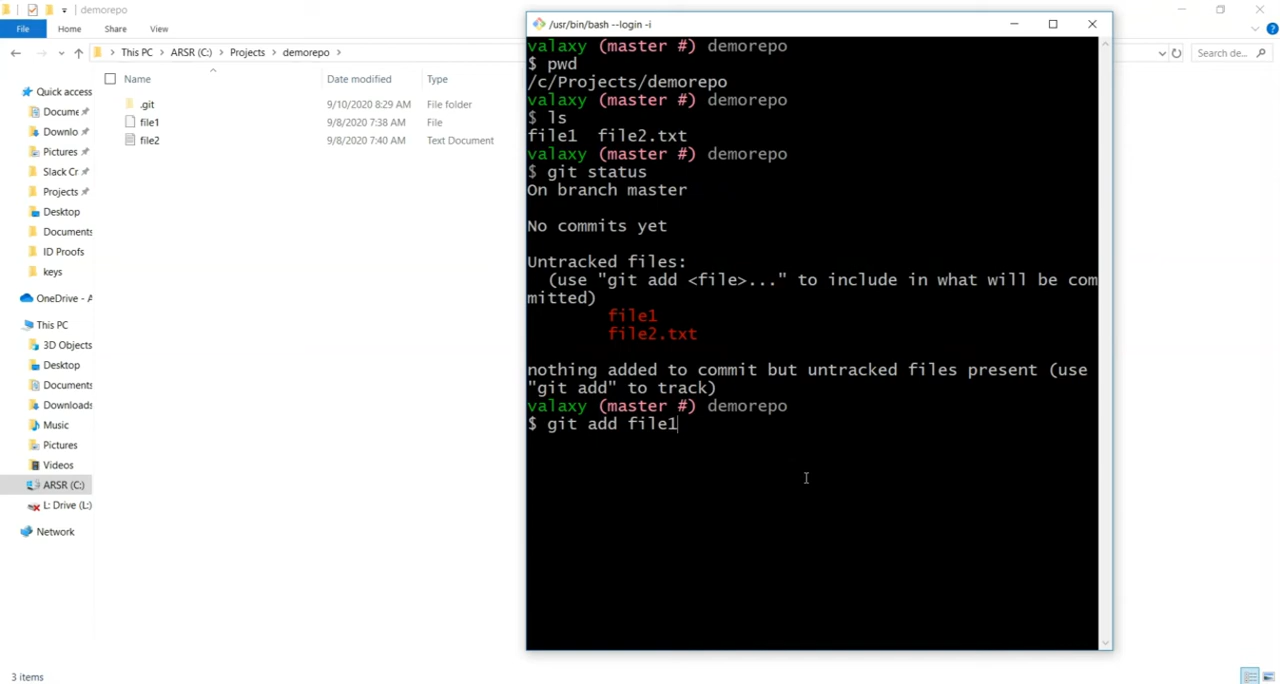 demorepo
File Home Share View
This PC > ARSR (C:) > Projects > demorepo >
Search de...
Name Date modified Type
.git 9/10/2020 8:29 AM File folder
file1 9/8/2020 7:38 AM File
file2 9/8/2020 7:40 AM Text Document
Quick access
Docume
Downlo
Pictures
Slack Cr
Projects
Desktop
Documents
ID Proofs
keys
OneDrive - A
This PC
3D Objects
Desktop
Documents
Downloads
Music
Pictures
Videos
ARSR (C:)
L: Drive (L:)
Network
3 items
/usr/bin/bash --login -i
valaxy (master #) demorepo
$ pwd
/c/Projects/demorepo
valaxy (master #) demorepo
$ ls
file1  file2.txt
valaxy (master #) demorepo
$ git status
On branch master
No commits yet
Untracked files:
  (use "git add <file>..." to include in what will be com
mitted)
        file1
        file2.txt
nothing added to commit but untracked files present (use
"git add" to track)
valaxy (master #) demorepo
$ git add file1